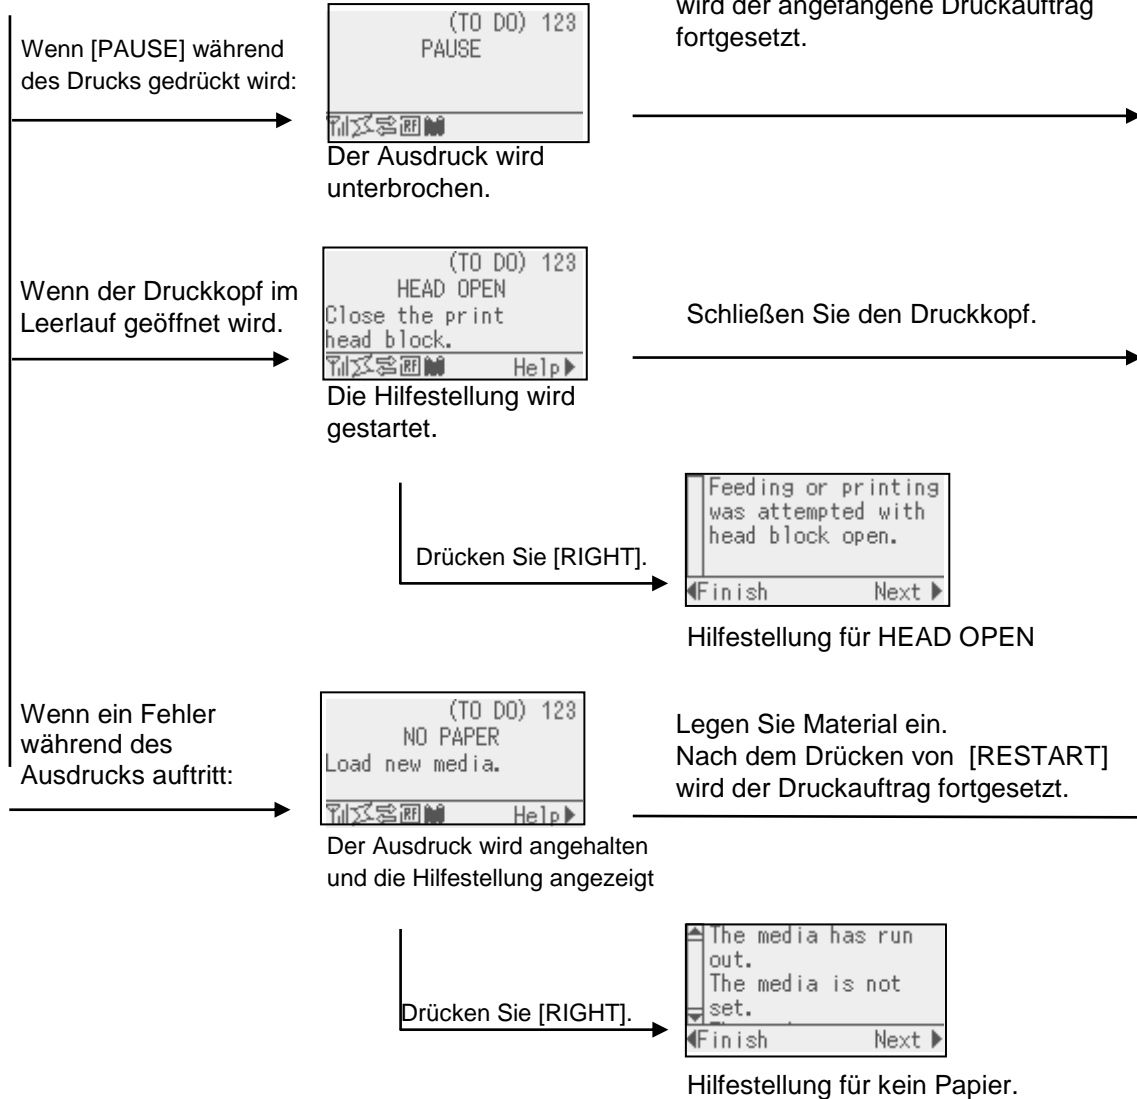 wird der angefangene Druckauftrag
fortgesetzt.
Wenn [PAUSE] während
des Drucks gedrückt wird:
(TO DO) 123
PAUSE
RF
Der Ausdruck wird
unterbrochen.
Wenn der Druckkopf im
Leerlauf geöffnet wird.
(TO DO) 123
HEAD OPEN
Close the print
head block.
RF Help
Die Hilfestellung wird
gestartet.
Schließen Sie den Druckkopf.
Drücken Sie [RIGHT].
Feeding or printing
was attempted with
head block open.
Finish Next
Hilfestellung für HEAD OPEN
Wenn ein Fehler
während des
Ausdrucks auftritt:
(TO DO) 123
NO PAPER
Load new media.
RF Help
Der Ausdruck wird angehalten
und die Hilfestellung angezeigt
Legen Sie Material ein.
Nach dem Drücken von [RESTART]
wird der Druckauftrag fortgesetzt.
Drücken Sie [RIGHT].
The media has run
out.
The media is not
set.
Finish Next
Hilfestellung für kein Papier.